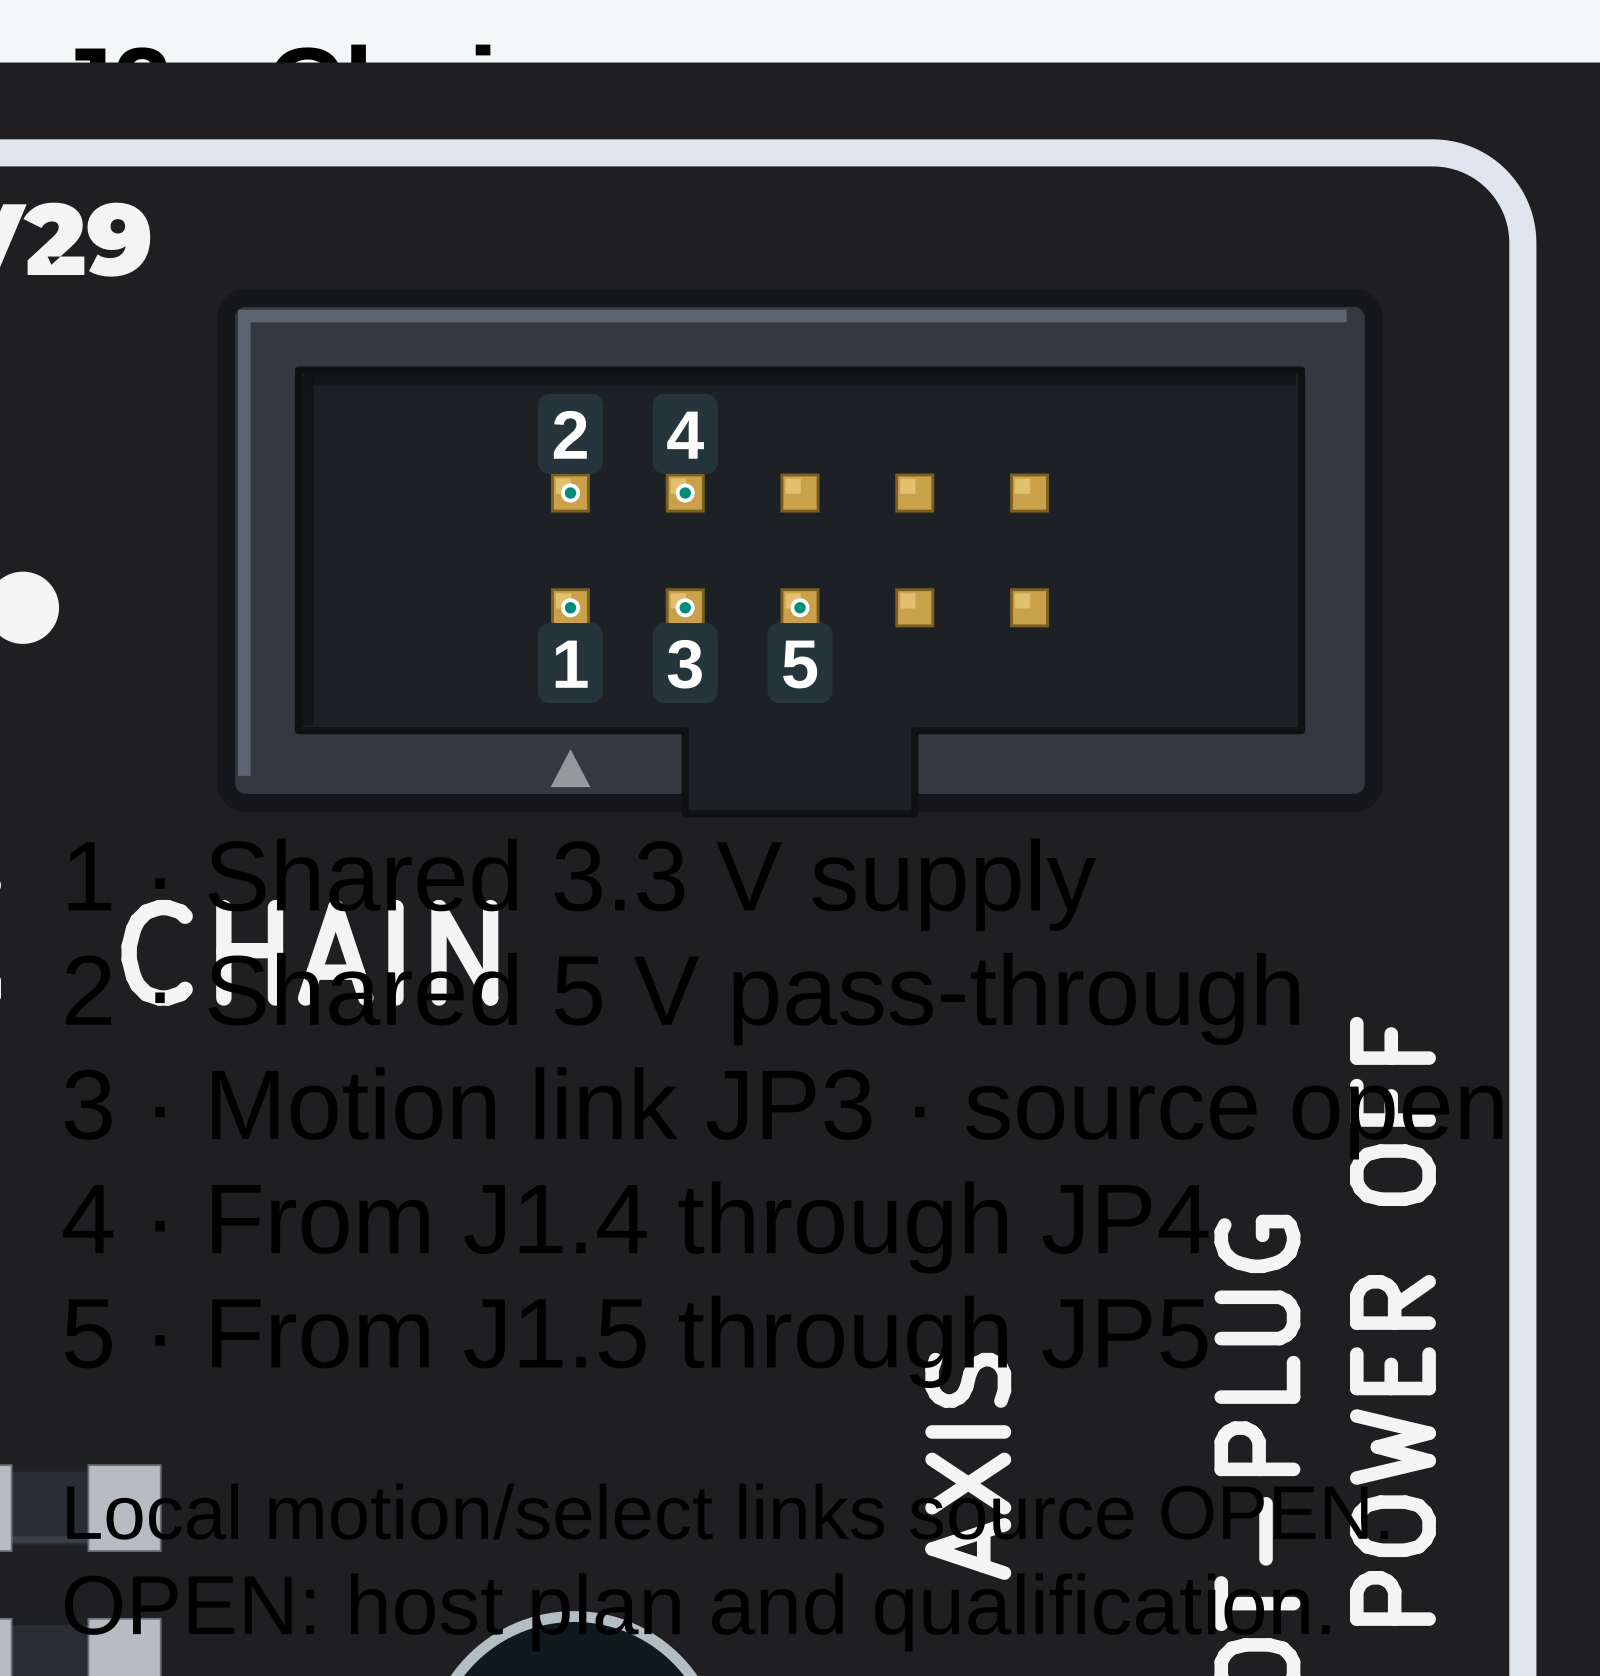 /29
2 4
1 3 5
1 · Shared 3.3 V supply
CHAIN
2 · Shared 5 V pass-through
3 · Motion link JP3 · source open
4 · From J1.4 through JP4
5 · From J1.5 through JP5
AXIS
-PLUG
POWER OFF
Local motion/select links source OPEN.
OPEN: host plan and qualification.